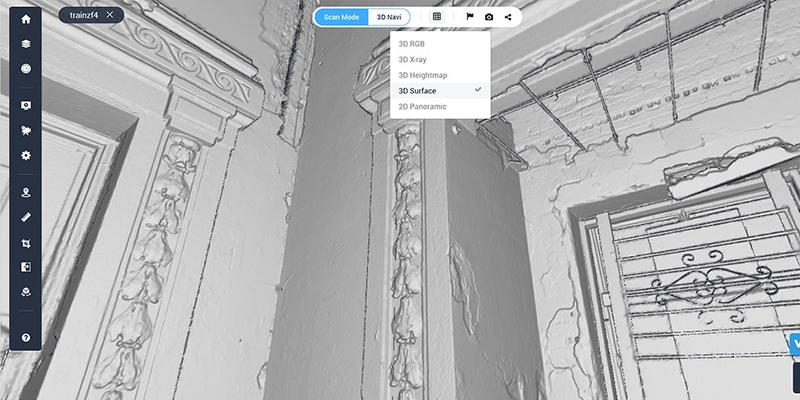 trainzf4
Scan Mode
3D Navi
3D RGB
3D X-ray
3D Heightmap
3D Surface
2D Panoramic